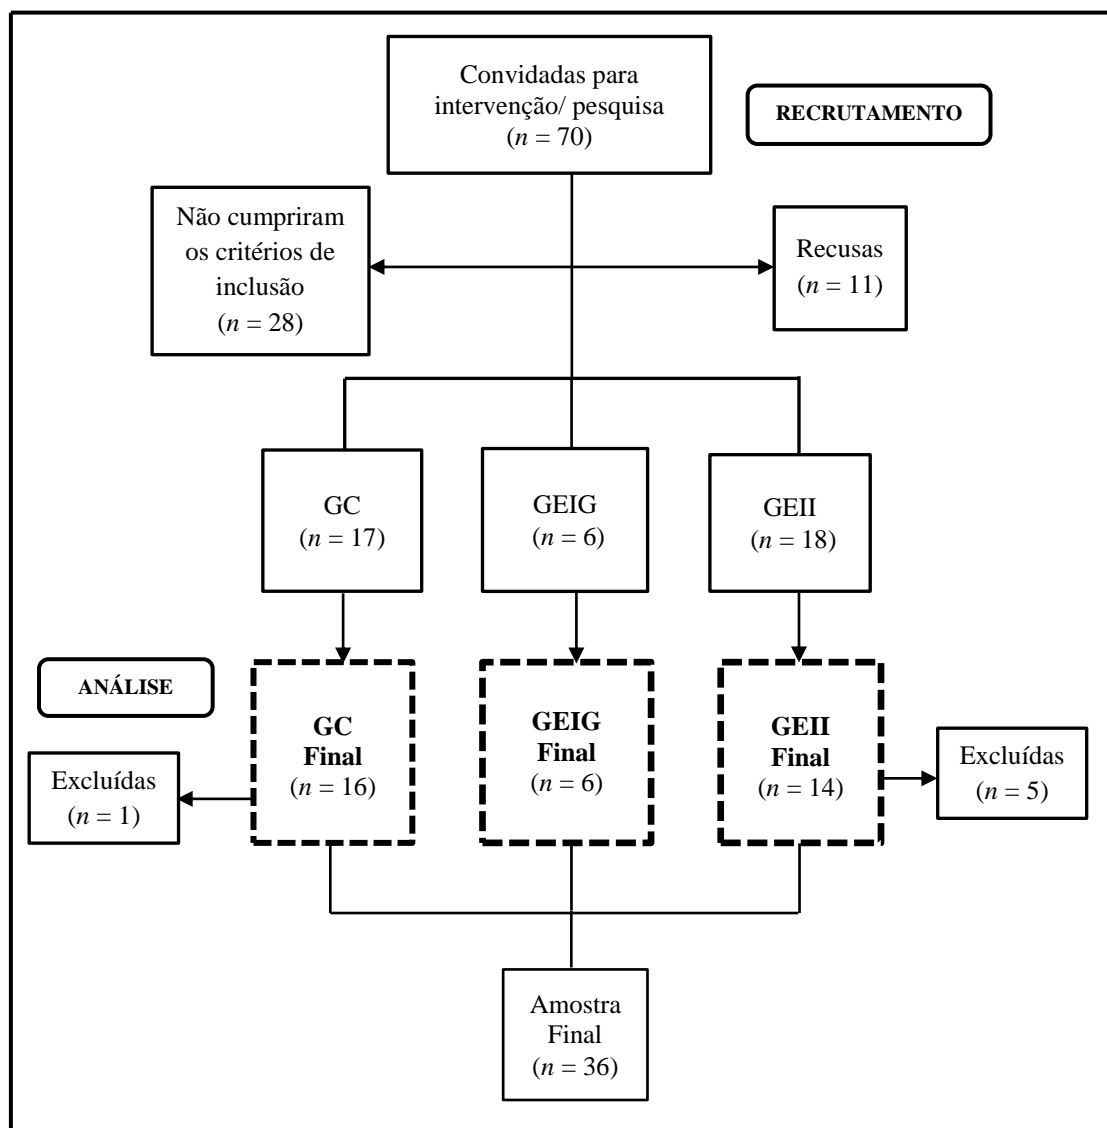 Convidadas para
intervenção/ pesquisa
(n = 70)
RECRUTAMENTO
Não cumpriram
os critérios de
inclusão
(n = 28)
Recusas
(n = 11)
GC
(n = 17)
GEIG
(n = 6)
GEII
(n = 18)
ANÁLISE
GC
Final
(n = 16)
GEIG
Final
(n = 6)
GEII
Final
(n = 14)
Excluídas
(n = 1)
Excluídas
(n = 5)
Amostra
Final
(n = 36)